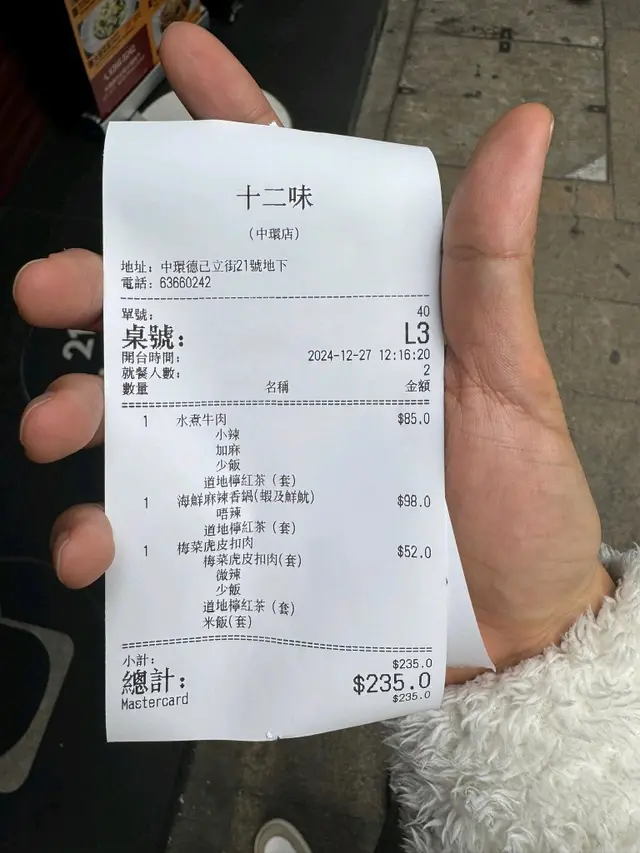 十二味
（中環店）
地址：中環德己立街21號地下
電話：63660242
單號： 40
桌號： L3
開台時間： 2024-12-27 12:16:20
就餐人數： 2
數量 名稱 金額
1 水煮牛肉 $85.0
小辣
加麻
少飯
道地檸紅茶（套）
1 海鮮麻辣香鍋(蝦及鮮魷) $98.0
唔辣
道地檸紅茶（套）
1 梅菜虎皮扣肉 $52.0
梅菜虎皮扣肉(套)
微辣
少飯
道地檸紅茶（套）
米飯(套)
小計： $235.0
總計： $235.0
Mastercard $235.0
21